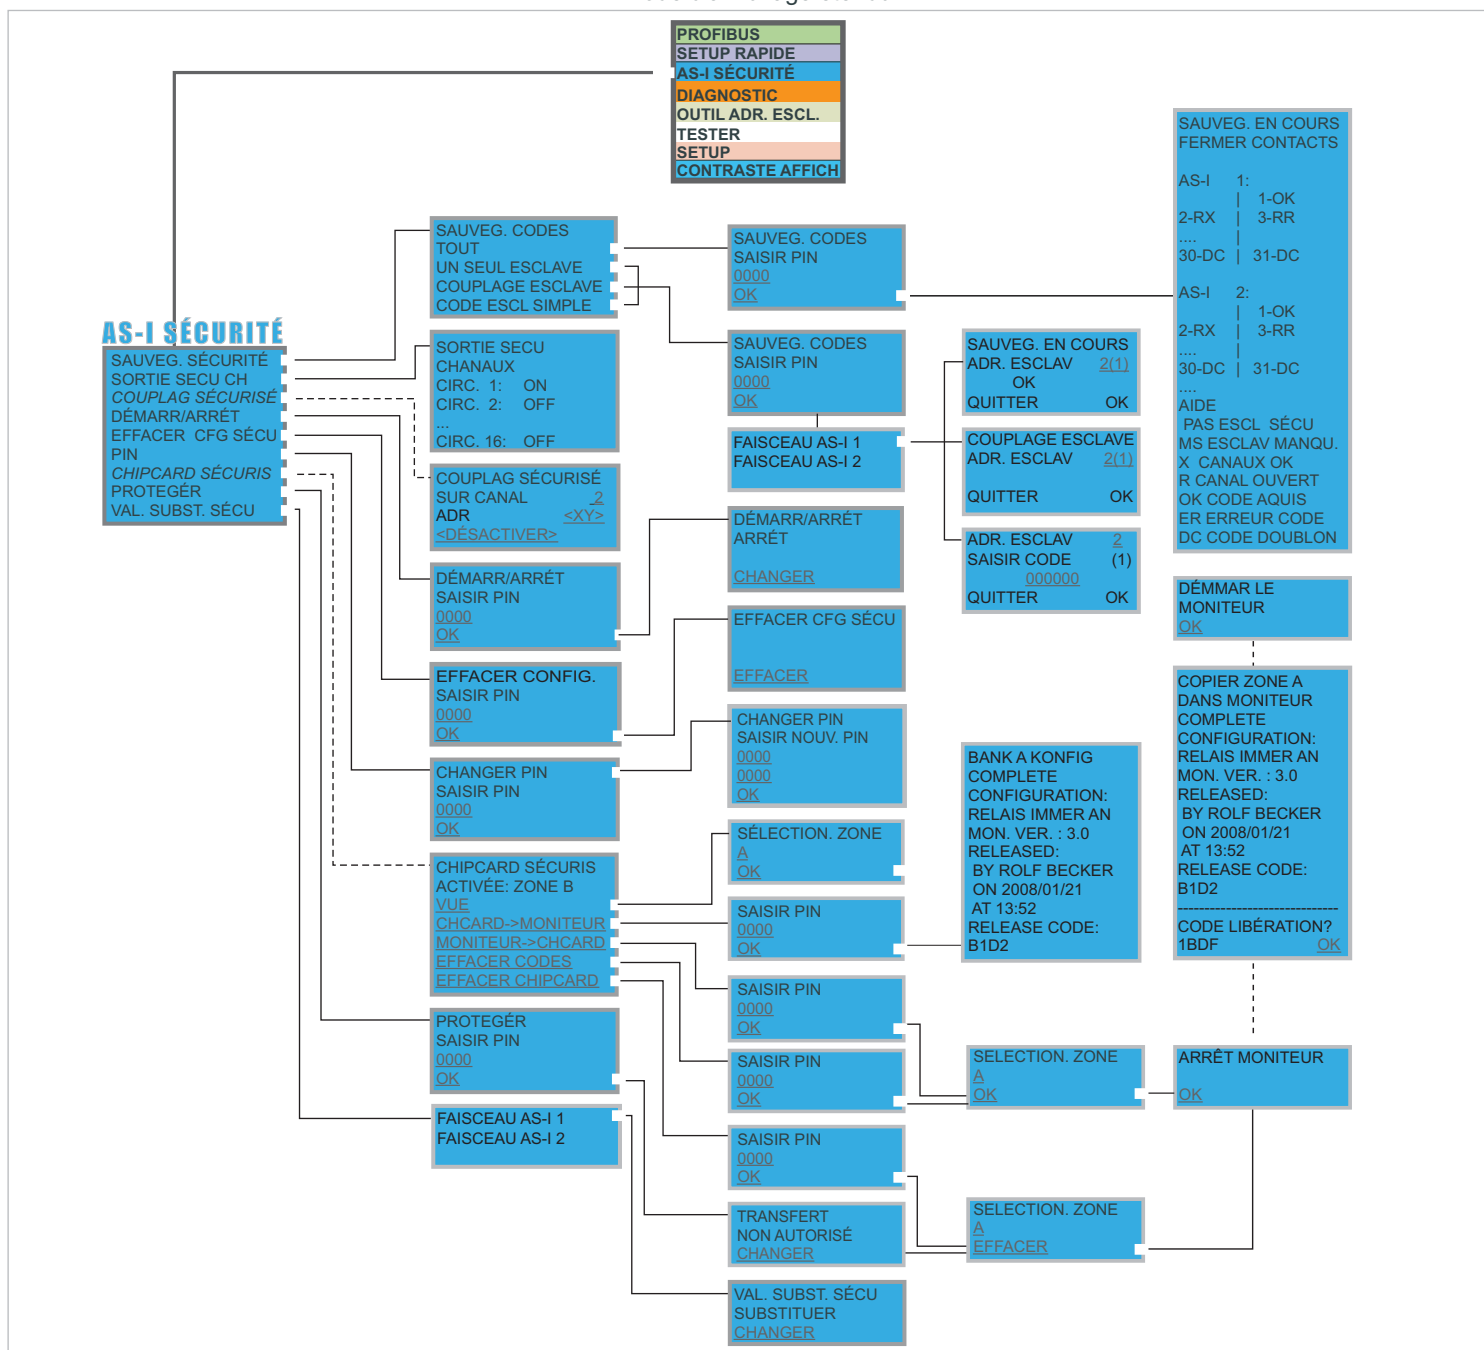 PROFIBUS
SETUP RAPIDE
AS-I SÉCURITÉ
DIAGNOSTIC
OUTIL ADR. ESCL.
TESTER
SETUP
CONTRASTE AFFICH
AS-I SÉCURITÉ
SAUVEG. SÉCURITÉ
SORTIE SECU CH
COUPLAG SÉCURISÉ
DÉMARR/ARRÉT
EFFACER CFG SÉCU
PIN
CHIPCARD SÉCURIS
PROTEGÉR
VAL. SUBST. SÉCU
SAUVEG. CODES
TOUT
UN SEUL ESCLAVE
COUPLAGE ESCLAVE
CODE ESCL SIMPLE
SORTIE SECU
CHANAUX
CIRC. 1: ON
CIRC. 2: OFF
...
CIRC. 16: OFF
COUPLAG SÉCURISÉ
SUR CANAL 2
ADR <XY>
<DÉSACTIVER>
DÉMARR/ARRÉT
SAISIR PIN
0000
OK
EFFACER CONFIG.
SAISIR PIN
0000
OK
CHANGER PIN
SAISIR PIN
0000
OK
CHIPCARD SÉCURIS
ACTIVÉE: ZONE B
VUE
CHCARD->MONITEUR
MONITEUR->CHCARD
EFFACER CODES
EFFACER CHIPCARD
PROTEGÉR
SAISIR PIN
0000
OK
FAISCEAU AS-I 1
FAISCEAU AS-I 2
SAUVEG. CODES
SAISIR PIN
0000
OK
SAUVEG. CODES
SAISIR PIN
0000
OK
FAISCEAU AS-I 1
FAISCEAU AS-I 2
DÉMARR/ARRÉT
ARRÉT
CHANGER
EFFACER CFG SÉCU
EFFACER
CHANGER PIN
SAISIR NOUV. PIN
0000
0000
OK
SÉLECTION. ZONE
A
OK
SAISIR PIN
0000
OK
SAISIR PIN
0000
OK
SAISIR PIN
0000
OK
SAISIR PIN
0000
OK
TRANSFERT
NON AUTORISÉ
CHANGER
VAL. SUBST. SÉCU
SUBSTITUER
CHANGER
SAUVEG. EN COURS
ADR. ESCLAV 2(1)
OK
QUITTER OK
COUPLAGE ESCLAVE
ADR. ESCLAV 2(1)
QUITTER OK
ADR. ESCLAV 2
SAISIR CODE (1)
000000
QUITTER OK
BANK A KONFIG
COMPLETE
CONFIGURATION:
RELAIS IMMER AN
MON. VER. : 3.0
RELEASED:
BY ROLF BECKER
ON 2008/01/21
AT 13:52
RELEASE CODE:
B1D2
SELECTION. ZONE
A
OK
SELECTION. ZONE
A
EFFACER
SAUVEG. EN COURS
FERMER CONTACTS
AS-I 1:
| 1-OK
2-RX | 3-RR
.... |
30-DC | 31-DC
AS-I 2:
| 1-OK
2-RX | 3-RR
.... |
30-DC | 31-DC
....
AIDE
PAS ESCL SÉCU
MS ESCLAV MANQU.
X CANAUX OK
R CANAL OUVERT
OK CODE AQUIS
ER ERREUR CODE
DC CODE DOUBLON
DÉMMAR LE
MONITEUR
OK
COPIER ZONE A
DANS MONITEUR
COMPLETE
CONFIGURATION:
RELAIS IMMER AN
MON. VER. : 3.0
RELEASED:
BY ROLF BECKER
ON 2008/01/21
AT 13:52
RELEASE CODE:
B1D2
-----------------------------
CODE LIBÉRATION?
1BDF OK
ARRÊT MONITEUR
OK